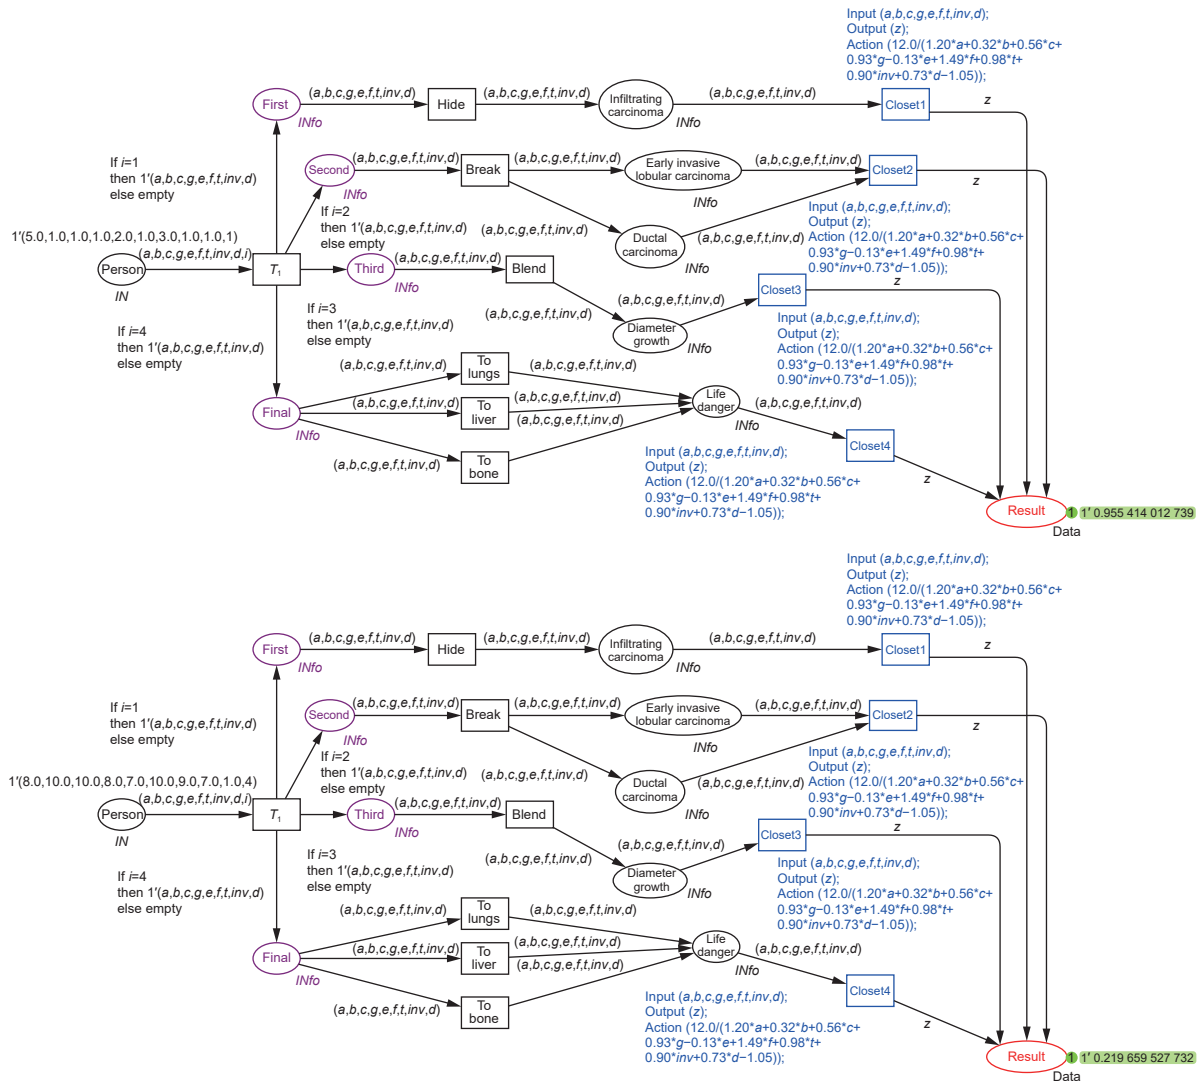 Input (a,b,c,g,e,f,t,inv,d);
Output (z);
Action (12.0/(1.20*a+0.32*b+0.56*c+
0.93*g−0.13*e+1.49*f+0.98*t+
0.90*inv+0.73*d−1.05));
First
(a,b,c,g,e,f,t,inv,d)
Hide
(a,b,c,g,e,f,t,inv,d)
Infiltrating
carcinoma
(a,b,c,g,e,f,t,inv,d)
Closet1
z
INfo
INfo
If i=1
then 1′(a,b,c,g,e,f,t,inv,d)
else empty
Second
(a,b,c,g,e,f,t,inv,d)
Break
(a,b,c,g,e,f,t,inv,d)
Early invasive
lobular carcinoma
(a,b,c,g,e,f,t,inv,d)
Closet2
z
INfo
INfo
If i=2
then 1′(a,b,c,g,e,f,t,inv,d)
else empty
(a,b,c,g,e,f,t,inv,d)
Ductal
carcinoma
(a,b,c,g,e,f,t,inv,d)
INfo
Input (a,b,c,g,e,f,t,inv,d);
Output (z);
Action (12.0/(1.20*a+0.32*b+0.56*c+
0.93*g−0.13*e+1.49*f+0.98*t+
0.90*inv+0.73*d−1.05));
1′(5.0,1.0,1.0,1.0,2.0,1.0,3.0,1.0,1.0,1)
(a,b,c,g,e,f,t,inv,d,i)
Person
IN
T1
Third
(a,b,c,g,e,f,t,inv,d)
Blend
INfo
(a,b,c,g,e,f,t,inv,d)
Closet3
z
If i=3
then 1′(a,b,c,g,e,f,t,inv,d)
else empty
(a,b,c,g,e,f,t,inv,d)
Diameter
growth
INfo
Input (a,b,c,g,e,f,t,inv,d);
Output (z);
Action (12.0/(1.20*a+0.32*b+0.56*c+
0.93*g−0.13*e+1.49*f+0.98*t+
0.90*inv+0.73*d−1.05));
If i=4
then 1′(a,b,c,g,e,f,t,inv,d)
else empty
(a,b,c,g,e,f,t,inv,d)
To
lungs
(a,b,c,g,e,f,t,inv,d)
Final
INfo
(a,b,c,g,e,f,t,inv,d)
To
liver
(a,b,c,g,e,f,t,inv,d)
(a,b,c,g,e,f,t,inv,d)
Life
danger
INfo
(a,b,c,g,e,f,t,inv,d)
Closet4
z
(a,b,c,g,e,f,t,inv,d)
To
bone
Input (a,b,c,g,e,f,t,inv,d);
Output (z);
Action (12.0/(1.20*a+0.32*b+0.56*c+
0.93*g−0.13*e+1.49*f+0.98*t+
0.90*inv+0.73*d−1.05));
Result
1
1′ 0.955 414 012 739
Data
Input (a,b,c,g,e,f,t,inv,d);
Output (z);
Action (12.0/(1.20*a+0.32*b+0.56*c+
0.93*g−0.13*e+1.49*f+0.98*t+
0.90*inv+0.73*d−1.05));
First
(a,b,c,g,e,f,t,inv,d)
Hide
(a,b,c,g,e,f,t,inv,d)
Infiltrating
carcinoma
(a,b,c,g,e,f,t,inv,d)
Closet1
z
INfo
INfo
If i=1
then 1′(a,b,c,g,e,f,t,inv,d)
else empty
Second
(a,b,c,g,e,f,t,inv,d)
Break
(a,b,c,g,e,f,t,inv,d)
Early invasive
lobular carcinoma
(a,b,c,g,e,f,t,inv,d)
Closet2
z
INfo
INfo
If i=2
then 1′(a,b,c,g,e,f,t,inv,d)
else empty
(a,b,c,g,e,f,t,inv,d)
Ductal
carcinoma
(a,b,c,g,e,f,t,inv,d)
INfo
Input (a,b,c,g,e,f,t,inv,d);
Output (z);
Action (12.0/(1.20*a+0.32*b+0.56*c+
0.93*g−0.13*e+1.49*f+0.98*t+
0.90*inv+0.73*d−1.05));
1′(8.0,10.0,10.0,8.0,7.0,10.0,9.0,7.0,1.0,4)
(a,b,c,g,e,f,t,inv,d,i)
Person
IN
T1
Third
(a,b,c,g,e,f,t,inv,d)
Blend
INfo
(a,b,c,g,e,f,t,inv,d)
Closet3
z
If i=3
then 1′(a,b,c,g,e,f,t,inv,d)
else empty
(a,b,c,g,e,f,t,inv,d)
Diameter
growth
INfo
Input (a,b,c,g,e,f,t,inv,d);
Output (z);
Action (12.0/(1.20*a+0.32*b+0.56*c+
0.93*g−0.13*e+1.49*f+0.98*t+
0.90*inv+0.73*d−1.05));
If i=4
then 1′(a,b,c,g,e,f,t,inv,d)
else empty
(a,b,c,g,e,f,t,inv,d)
To
lungs
(a,b,c,g,e,f,t,inv,d)
Final
INfo
(a,b,c,g,e,f,t,inv,d)
To
liver
(a,b,c,g,e,f,t,inv,d)
(a,b,c,g,e,f,t,inv,d)
Life
danger
INfo
(a,b,c,g,e,f,t,inv,d)
Closet4
z
(a,b,c,g,e,f,t,inv,d)
To
bone
Input (a,b,c,g,e,f,t,inv,d);
Output (z);
Action (12.0/(1.20*a+0.32*b+0.56*c+
0.93*g−0.13*e+1.49*f+0.98*t+
0.90*inv+0.73*d−1.05));
Result
1
1′ 0.219 659 527 732
Data